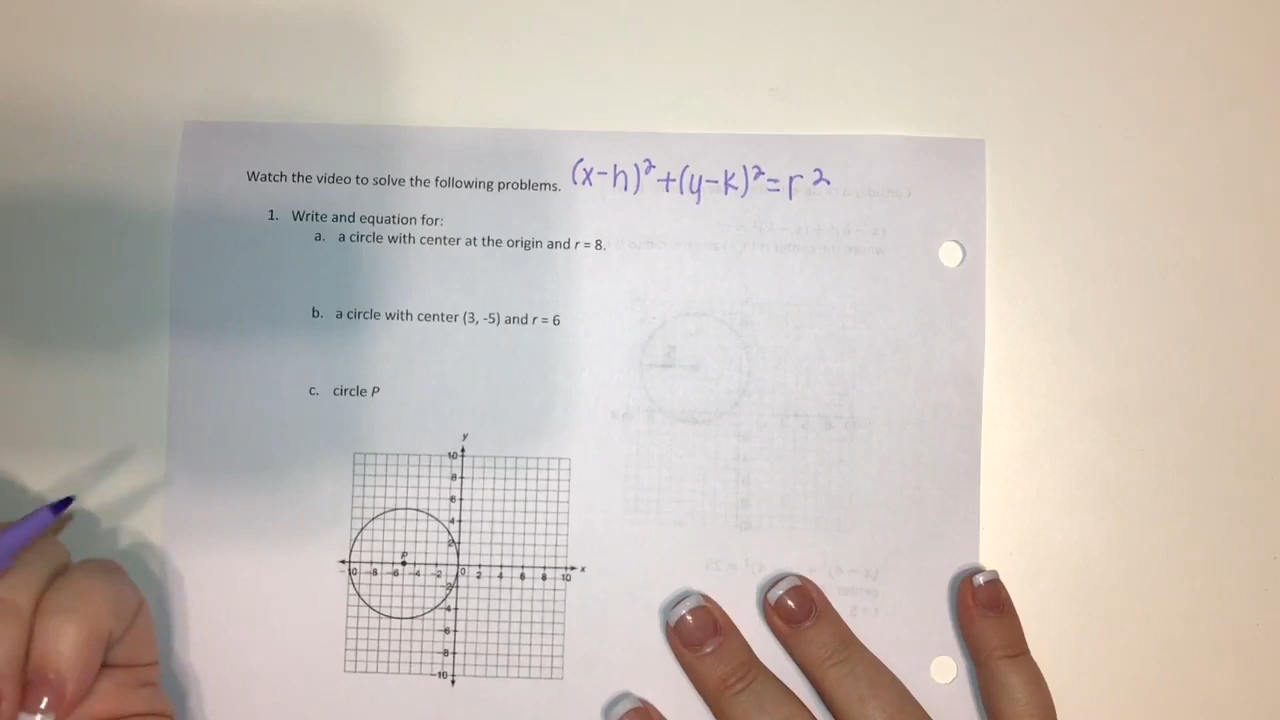 Watch the video to solve the following problems. (x-h)²+(y-k)²=r²
1. Write and equation for:
a. a circle with center at the origin and r = 8.
b. a circle with center (3, -5) and r = 6
c. circle P
y
10
8
6
4
2
P
-10 -8 -6 -4 -2 0 2 4 6 8 10 x
-2
-4
-6
-8
-10